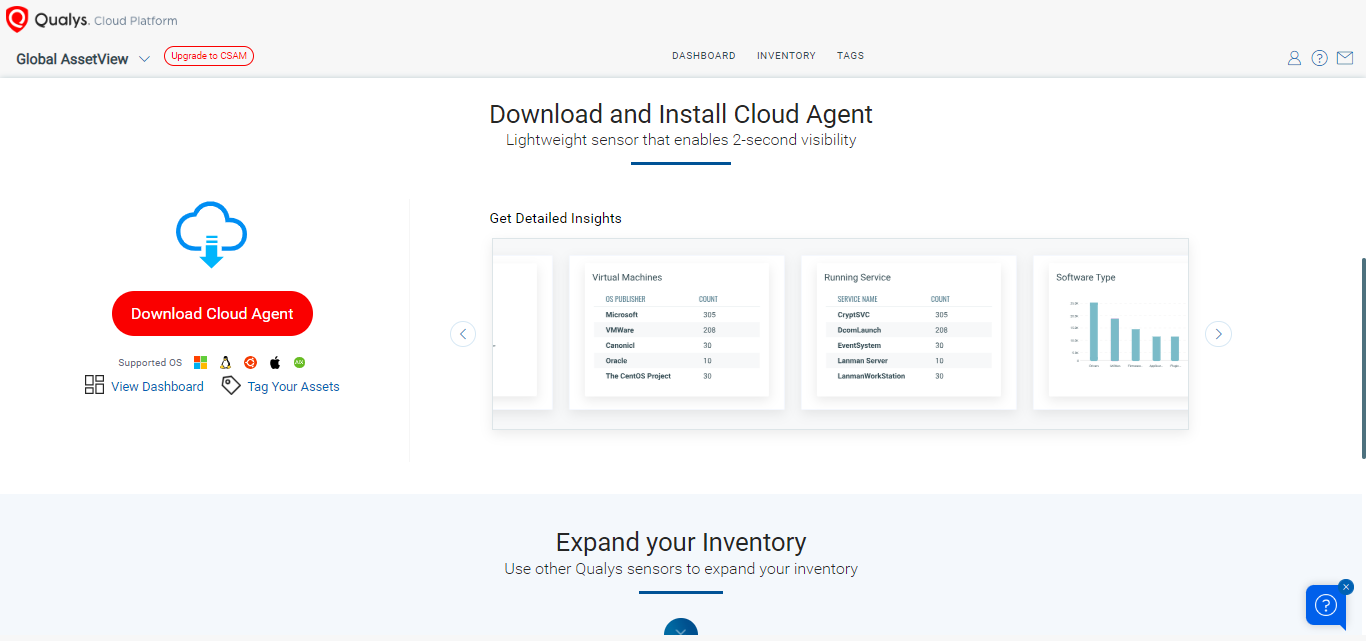 Qualys. Cloud Platform
Global AssetView
Upgrade to CSAM
DASHBOARD INVENTORY TAGS
Download and Install Cloud Agent
Lightweight sensor that enables 2-second visibility
Download Cloud Agent
Supported OS
View Dashboard
Tag Your Assets
Get Detailed Insights
Virtual Machines
OS PUBLISHER COUNT
Microsoft 305
VMWare 208
Canonicl 30
Oracle 10
The CentOS Project 30
Running Service
SERVICE NAME COUNT
CryptSVC 305
DcomLaunch 208
EventSystem 30
Lanman Server 10
LanmanWorkStation 30
Software Type
Expand your Inventory
Use other Qualys sensors to expand your inventory